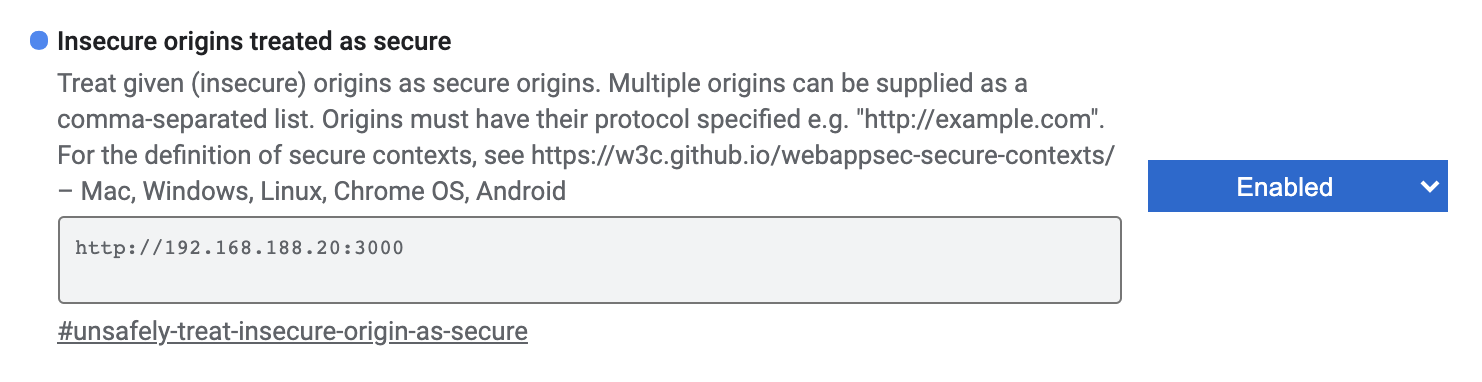 Insecure origins treated as secure
Treat given (insecure) origins as secure origins. Multiple origins can be supplied as a
comma-separated list. Origins must have their protocol specified e.g. "http://example.com".
For the definition of secure contexts, see https://w3c.github.io/webappsec-secure-contexts/
– Mac, Windows, Linux, Chrome OS, Android
Enabled
http://192.168.188.20:3000
#unsafely-treat-insecure-origin-as-secure